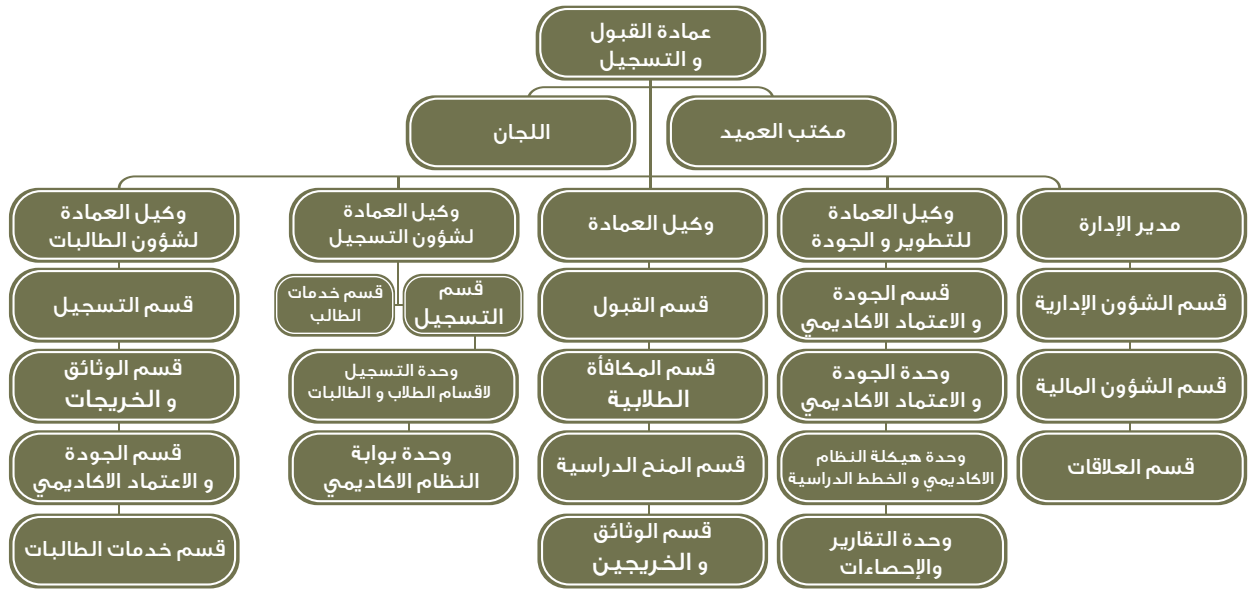 عمادة القبول
و التسجيل
مكتب العميد
اللجان
مدير الإدارة
قسم الشؤون الإدارية
قسم الشؤون المالية
قسم العلاقات
وكيل العمادة
للتطوير و الجودة
قسم الجودة
و الاعتماد الاكاديمي
وحدة الجودة
و الاعتماد الاكاديمي
وحدة هيكلة النظام
الاكاديمي و الخطط الدراسية
وحدة التقارير
والإحصاءات
وكيل العمادة
قسم القبول
قسم المكافأة
الطلابية
قسم المنح الدراسية
قسم الوثائق
و الخريجين
وكيل العمادة
لشؤون التسجيل
قسم
التسجيل
قسم خدمات
الطالب
وحدة التسجيل
لاقسام الطلاب و الطالبات
وحدة بوابة
النظام الاكاديمي
وكيل العمادة
لشؤون الطالبات
قسم التسجيل
قسم الوثائق
و الخريجات
قسم الجودة
و الاعتماد الاكاديمي
قسم خدمات الطالبات